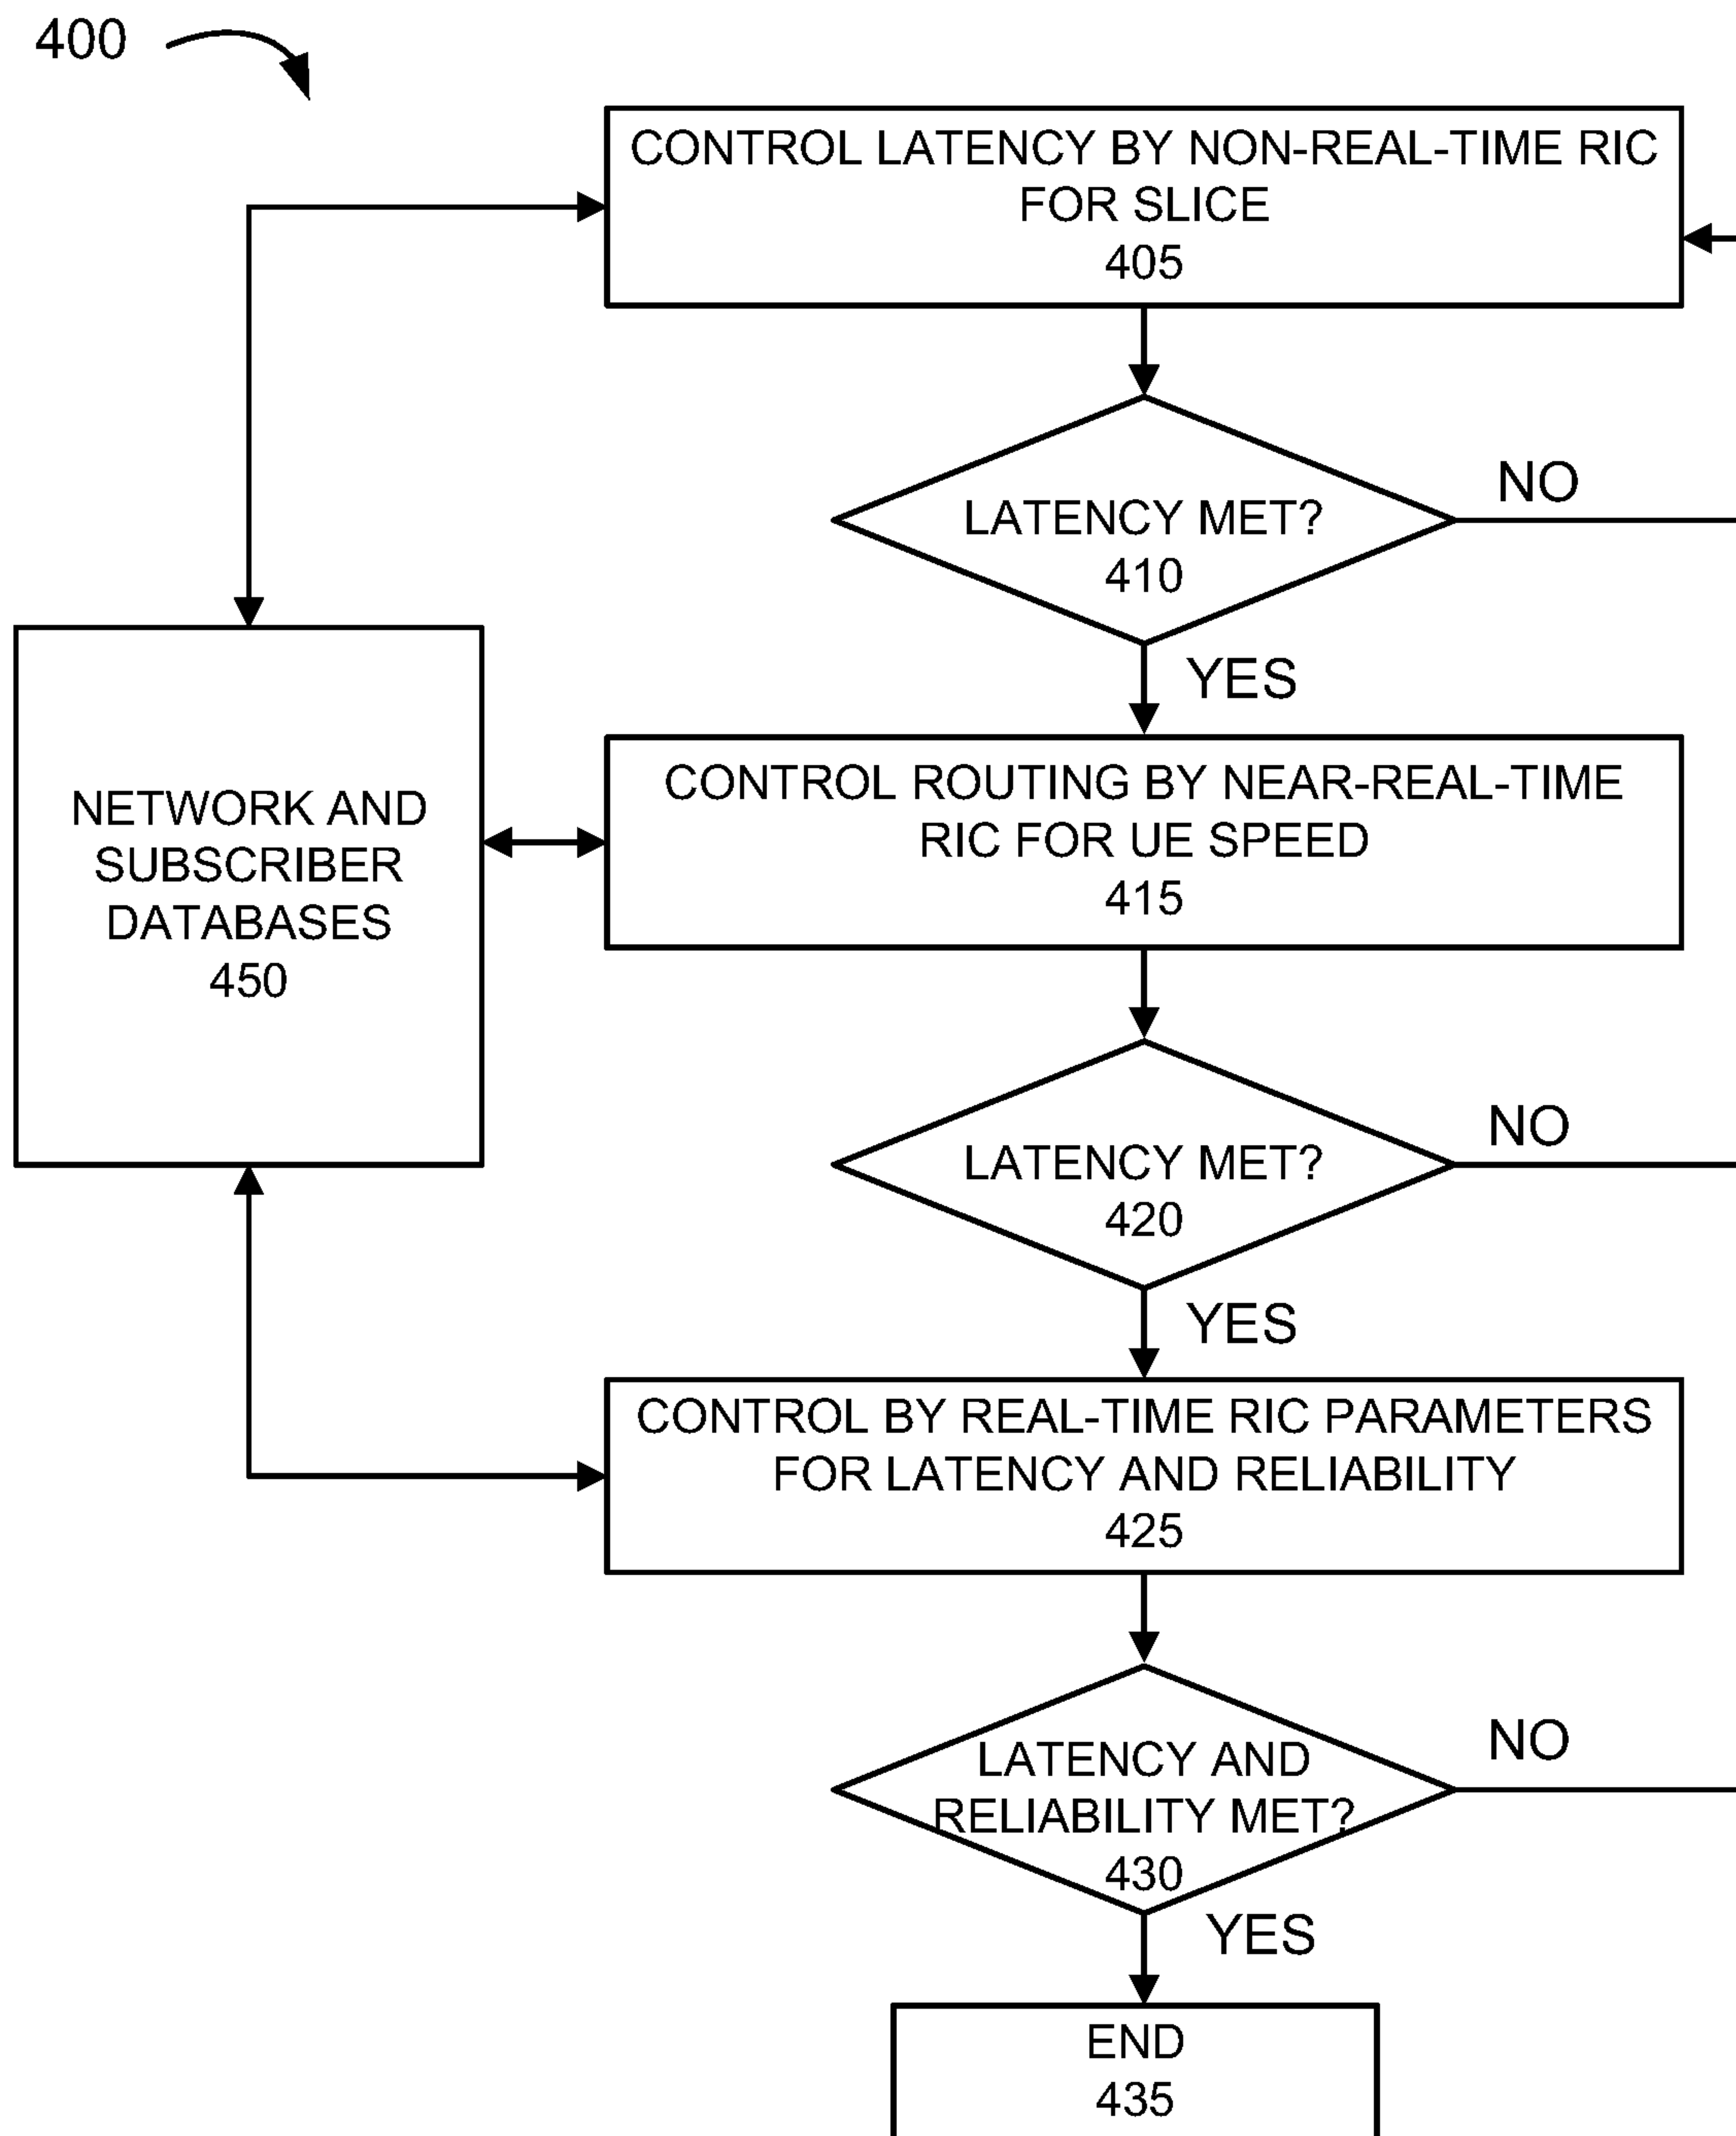 400
CONTROL LATENCY BY NON-REAL-TIME RIC
FOR SLICE
405
LATENCY MET?
410
NO
YES
NETWORK AND
SUBSCRIBER
DATABASES
450
CONTROL ROUTING BY NEAR-REAL-TIME
RIC FOR UE SPEED
415
LATENCY MET?
420
NO
YES
CONTROL BY REAL-TIME RIC PARAMETERS
FOR LATENCY AND RELIABILITY
425
LATENCY AND
RELIABILITY MET?
430
NO
YES
END
435